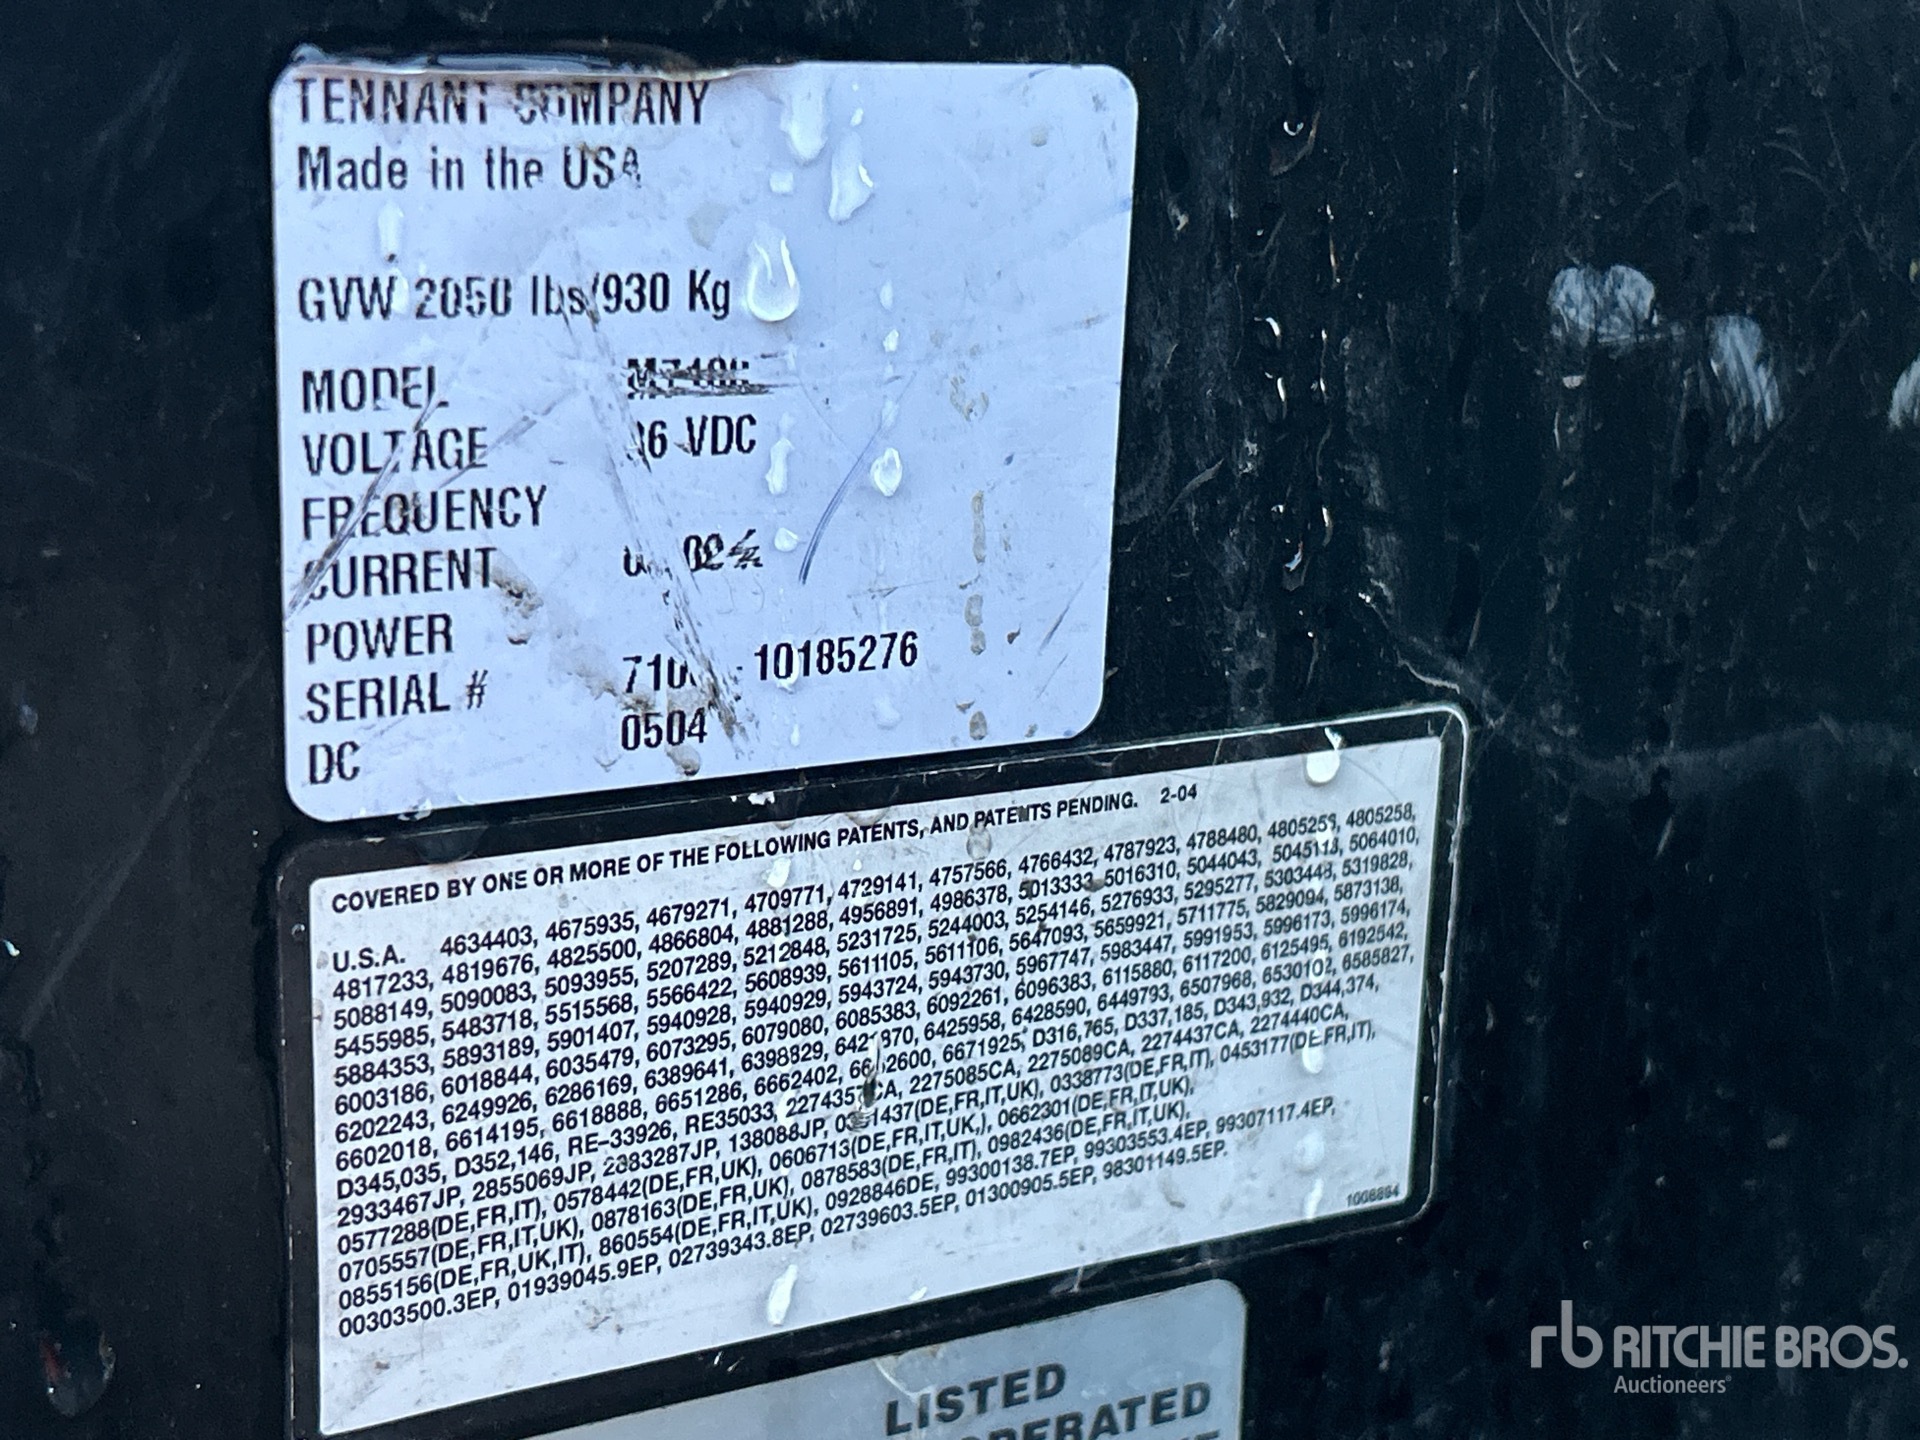 TENNANT COMPANY
Made in the USA
GVW 2050 lbs/930 Kg
MODEL
VOLTAGE VDC
FREQUENCY
CURRENT
POWER
SERIAL # 10185276
DC 0504
COVERED BY ONE OR MORE OF THE FOLLOWING PATENTS, AND PATENTS PENDING. 2-04
U.S.A. 4634403, 4675935, 4679271, 4709771, 4729141, 4757566, 4766432, 4787923, 4788480, 4805253, 4805258,
4817233, 4819676, 4825500, 4866804, 4881288, 4956891, 4986378, 5013333, 5016310, 5044043, 5045118, 5064010,
5088149, 5090083, 5093955, 5207289, 5212848, 5231725, 5244003, 5254146, 5276933, 5295277, 5303448, 5319828,
5455985, 5483718, 5515568, 5566422, 5608939, 5611105, 5611106, 5647093, 5659921, 5711775, 5829094, 5873138,
5884353, 5893189, 5901407, 5940928, 5940929, 5943724, 5943730, 5967747, 5983447, 5991953, 5996173, 5996174,
6003186, 6018844, 6035479, 6073295, 6079080, 6085383, 6092261, 6096383, 6115880, 6117200, 6125495, 6192542,
6202243, 6249926, 6286169, 6389641, 6398829, 6425958, 6428590, 6449793, 6507968, 6530102, 6585827,
6602018, 6614195, 6618888, 6651286, 6662402, 6671925, D316,765, D337,185, D343,932, D344,374,
D345,035, D352,146, RE-33926, RE35033, 2275085CA, 2275089CA, 2274437CA, 2274440CA,
2933467JP, 2855069JP, 2383287JP, 138088JP, 0338773(DE,FR,IT), 0453177(DE,FR,IT),
0577288(DE,FR,IT), 0578442(DE,FR,UK), 0606713(DE,FR,IT,UK,), 0662301(DE,FR,IT,UK),
0705557(DE,FR,IT,UK), 0878163(DE,FR,UK), 0878583(DE,FR,IT), 0982436(DE,FR,IT,UK),
0855156(DE,FR,UK,IT), 860554(DE,FR,IT,UK), 0928846DE, 99300138.7EP, 99303553.4EP, 99307117.4EP,
00303500.3EP, 01939045.9EP, 02739343.8EP, 02739603.5EP, 01300905.5EP, 98301149.5EP.
1008864
LISTED
rb RITCHIE BROS.
Auctioneers